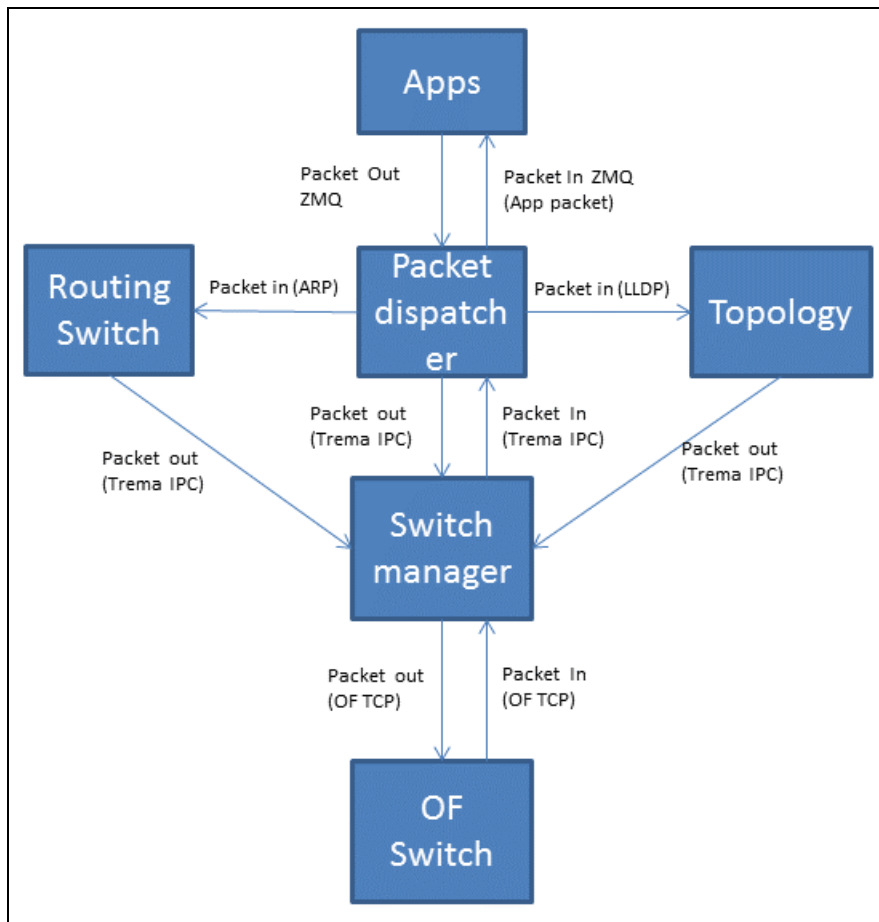 Apps
Packet Out
ZMQ
Packet In ZMQ
(App packet)
Routing
Switch
Packet in (ARP)
Packet
dispatch
er
Packet in (LLDP)
Topology
Packet out
(Trema IPC)
Packet out
(Trema IPC)
Packet In
(Trema IPC)
Packet out
(Trema IPC)
Switch
manager
Packet out
(OF TCP)
Packet In
(OF TCP)
OF
Switch